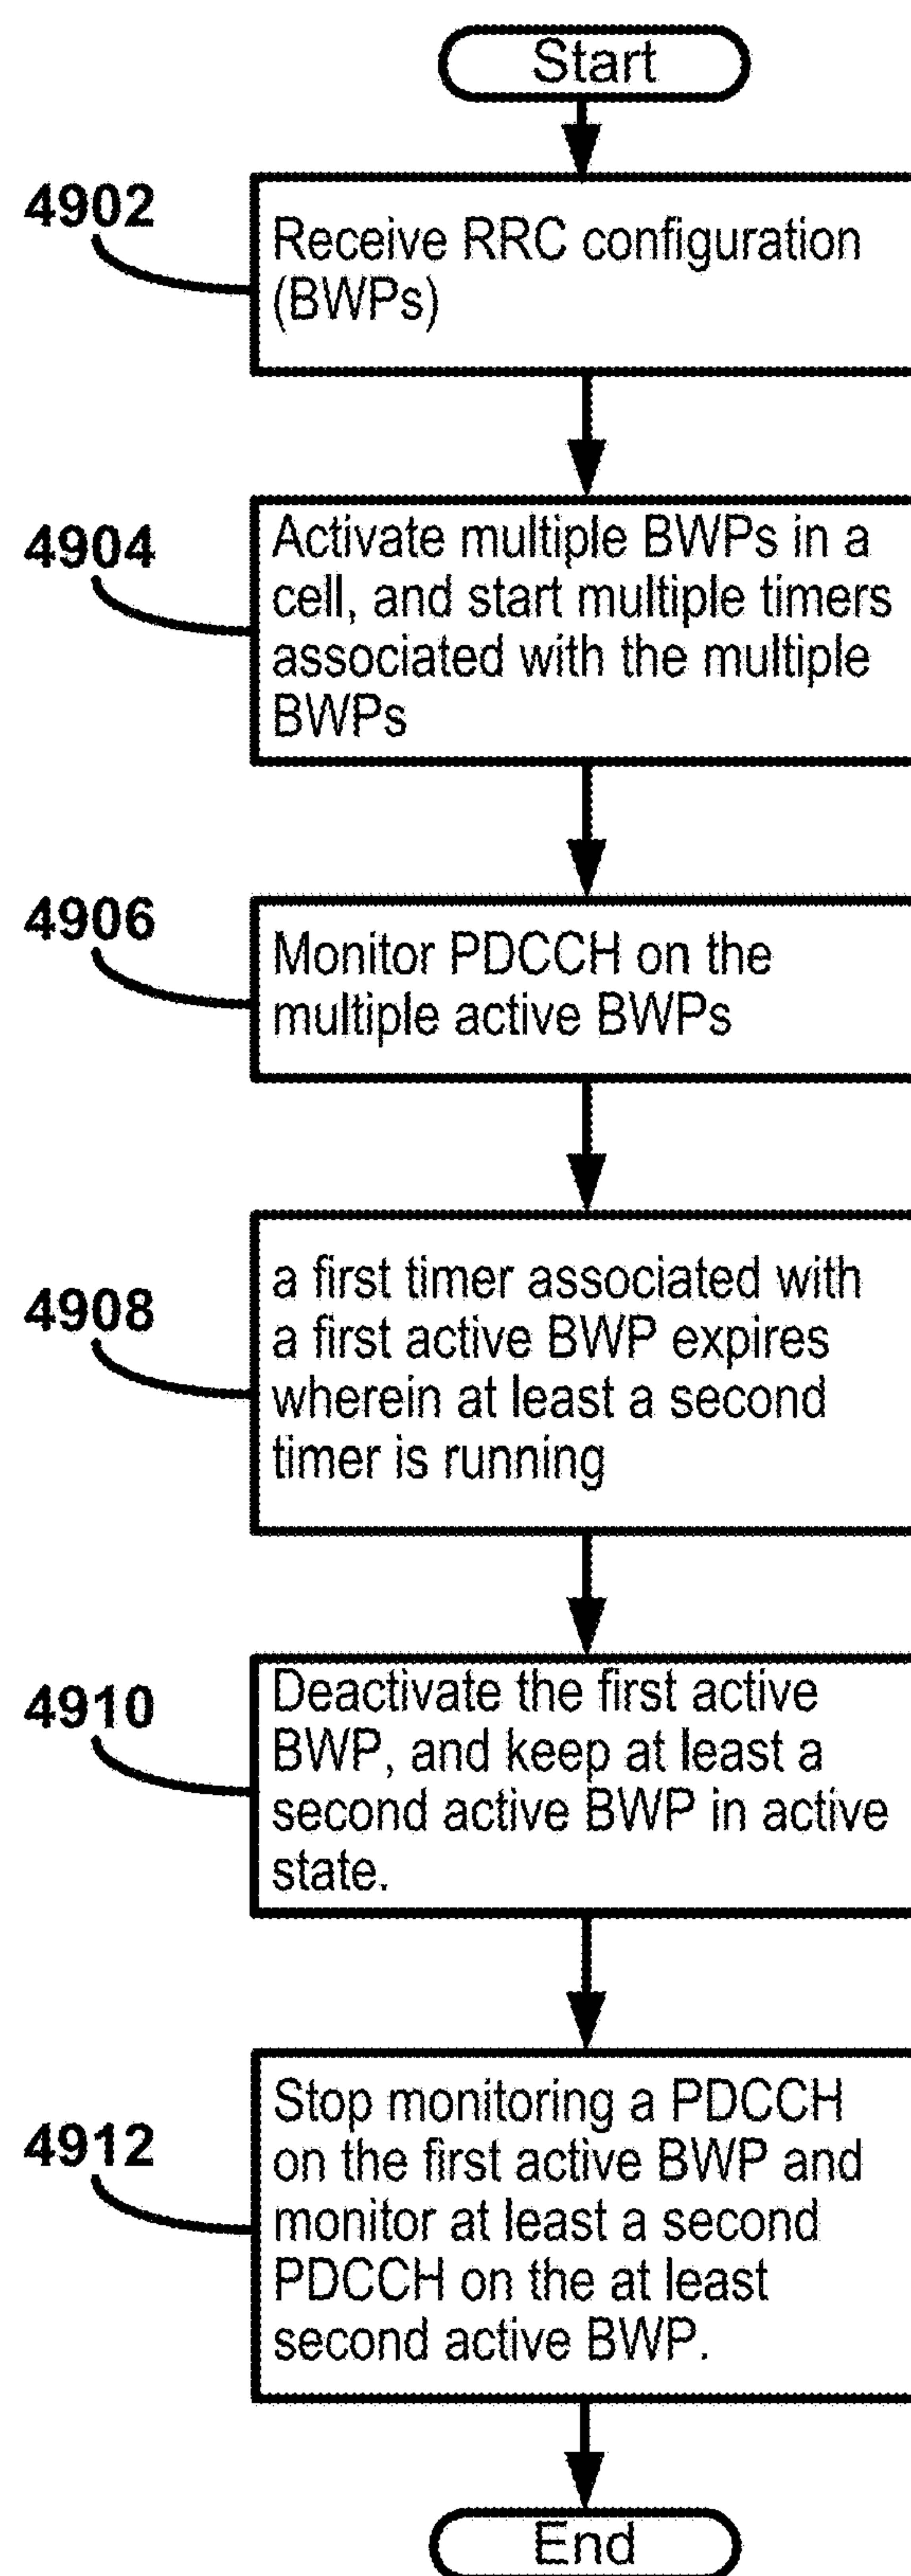 Start
4902
Receive RRC configuration
(BWPs)
4904
Activate multiple BWPs in a
cell, and start multiple timers
associated with the multiple
BWPs
4906
Monitor PDCCH on the
multiple active BWPs
4908
a first timer associated with
a first active BWP expires
wherein at least a second
timer is running
4910
Deactivate the first active
BWP, and keep at least a
second active BWP in active
state.
4912
Stop monitoring a PDCCH
on the first active BWP and
monitor at least a second
PDCCH on the at least
second active BWP.
End